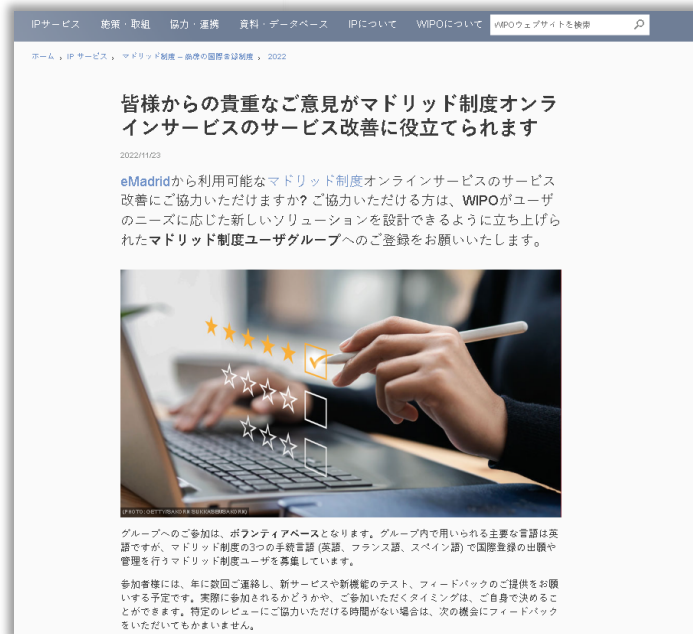 IPサービス 施策・取組 協力・連携 資料・データベース IPについて WIPOについて WIPOウェブサイトを検索
ホーム , IP サービス , マドリッド制度 – 商標の国際登録制度 , 2022
皆様からの貴重なご意見がマドリッド制度オンラ
インサービスのサービス改善に役立てられます
2022/11/23
eMadridから利用可能なマドリッド制度オンラインサービスのサービス
改善にご協力いただけますか? ご協力いただける方は、WIPOがユーザ
のニーズに応じた新しいソリューションを設計できるように立ち上げら
れたマドリッド制度ユーザグループへのご登録をお願いいたします。
(PHOTO: GETTY/SAKORN SUKKASEMSAKORN)
グループへのご参加は、ボランティアベースとなります。グループ内で用いられる主要な言語は英
語ですが、マドリッド制度の3つの手続言語 (英語、フランス語、スペイン語) で国際登録の出願や
管理を行うマドリッド制度ユーザを募集しています。
参加者様には、年に数回ご連絡し、新サービスや新機能のテスト、フィードバックのご提供をお願
いする予定です。実際に参加されるかどうかや、ご参加いただくタイミングは、ご自身で決めるこ
とができます。特定のレビューにご協力いただける時間がない場合は、次の機会にフィードバック
をいただいてもかまいません。